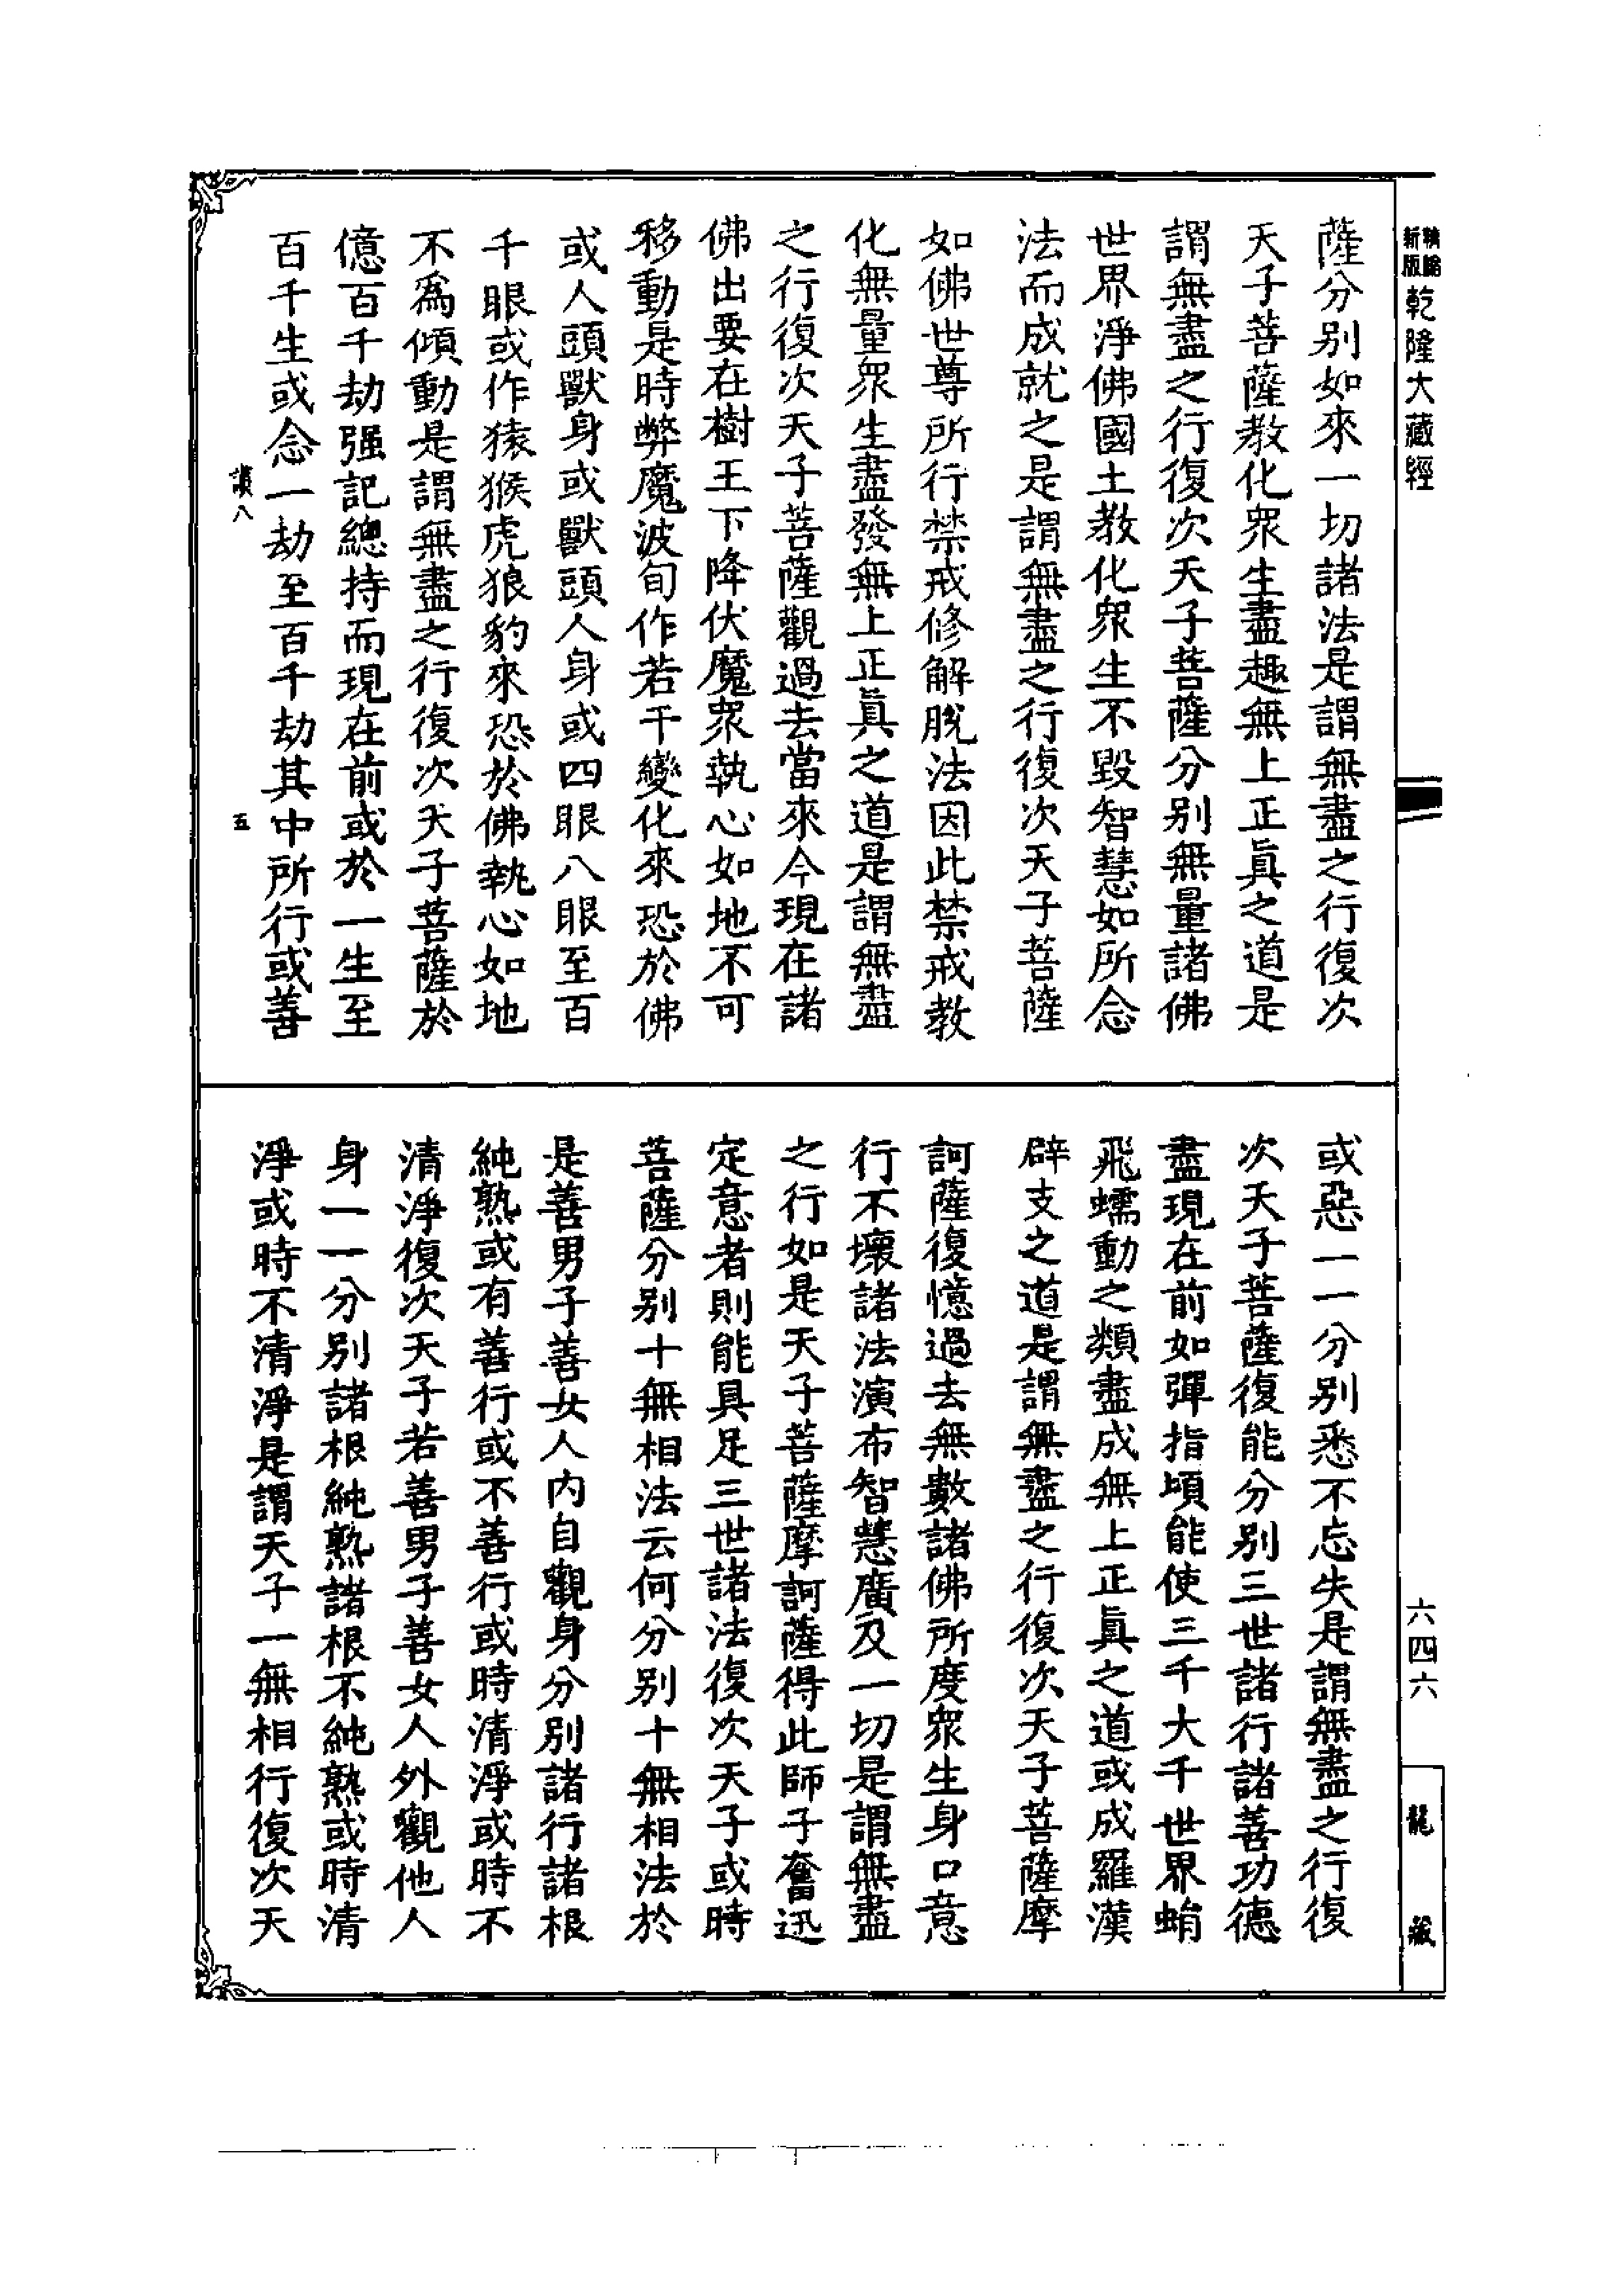 新版
乾隆大藏經
薩分别如來一切諸法是謂無盡之行復次
天子菩薩教化衆生盡趣無上正眞之道是
謂無盡之行復次天子菩薩分别無量諸佛
世界淨佛國土教化衆生不毀智慧如所念
法而成就之是謂無盡之行復次天子菩薩
如佛世尊所行禁戒修解脫法因此禁戒教
化無量衆生盡發無上正眞之道是謂無盡
之行復次天子菩薩觀過去當來今現在諸
佛出要在樹王下降伏魔衆執心如地不可
移動是時弊魔波旬作若干變化來恐於佛
或人頭獸身或獸頭人身或四眼八眼至百
千眼或作猿猴虎狼豹來恐於佛執心如地
不爲傾動是謂無盡之行復次天子菩薩於
億百千劫强記總持而現在前或於一生至
百千生或念一劫至百千劫其中所行或善
讓八
五
或惡一一分别悉不忘失是謂無盡之行復
次天子菩薩復能分别三世諸行諸善功德
盡現在前如彈指頃能使三千大千世界蜎
飛蠕動之類盡成無上正眞之道或成羅漢
辟支之道是謂無盡之行復次天子菩薩摩
訶薩復憶過去無數諸佛所度衆生身口意
行不壞諸法演布智慧廣及一切是謂無盡
之行如是天子菩薩摩訶薩得此師子奮迅
定意者則能具足三世諸法復次天子或時
菩薩分别十無相法云何分别十無相法於
是善男子善女人内自觀身分别諸行諸根
純熟或有善行或不善行或時清淨或時不
清淨復次天子若善男子善女人外觀他人
身一一分别諸根純熟諸根不純熟或時清
淨或時不清淨是謂天子一無相行復次天
六四六
龍藏